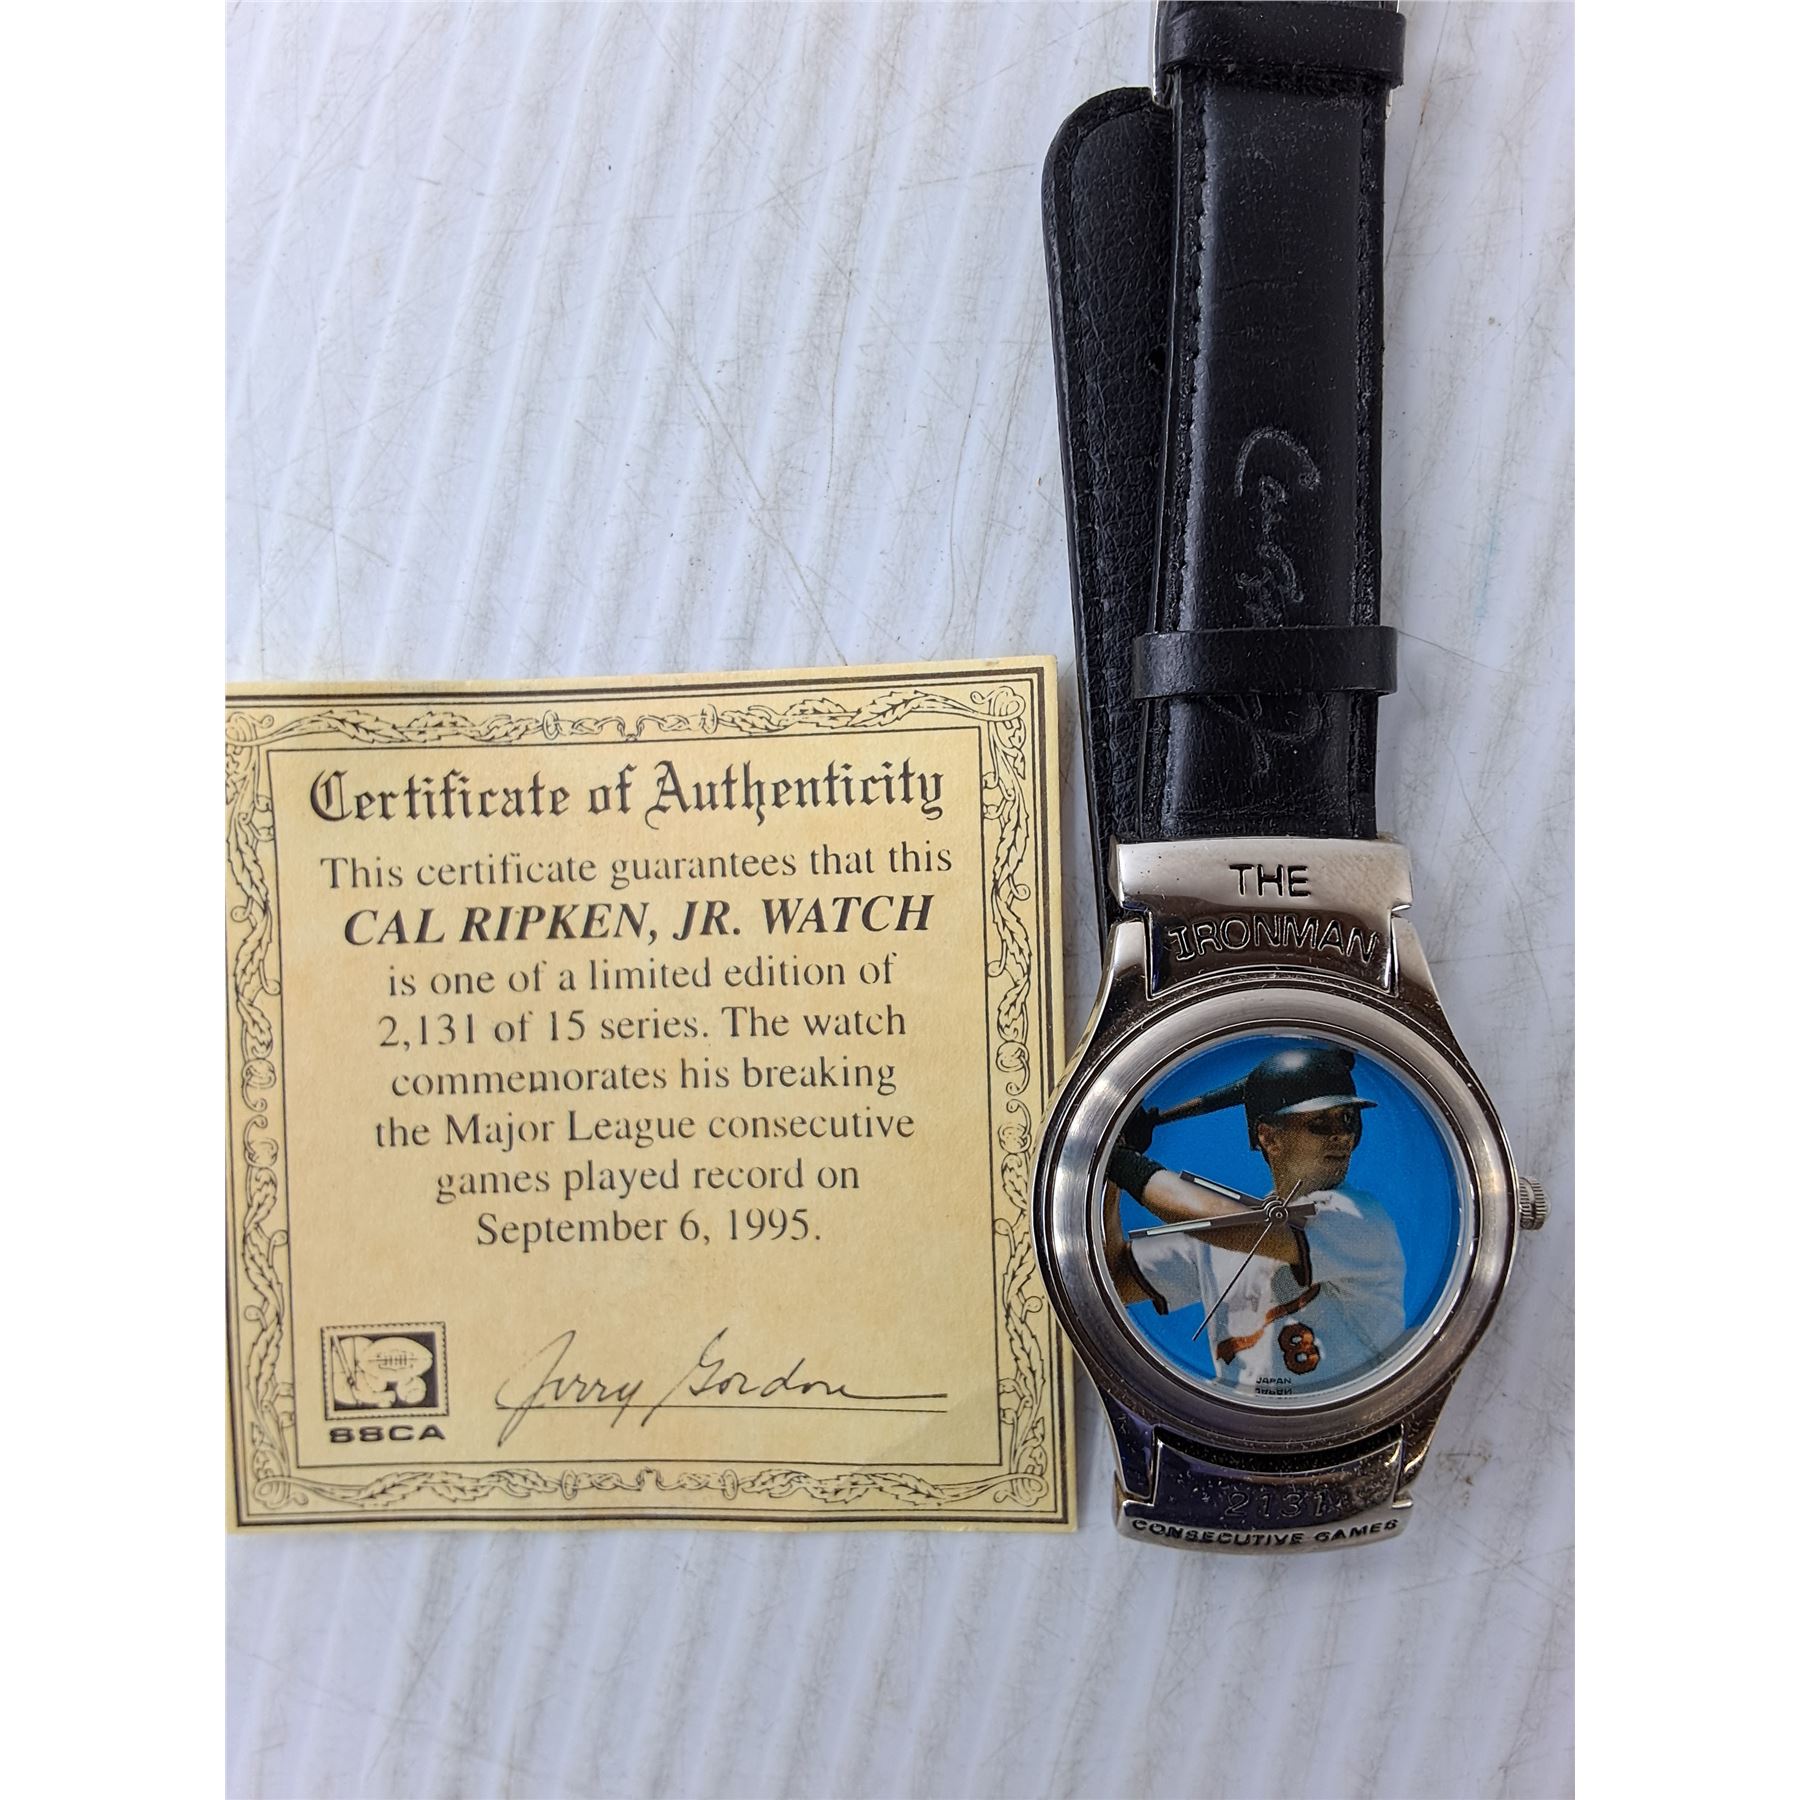 Certificate of Authenticity
This certificate guarantees that this
CAL RIPKEN, JR. WATCH
is one of a limited edition of
2,131 of 15 series. The watch
commemorates his breaking
the Major League consecutive
games played record on
September 6, 1995.
Jerry Gordon
SSCA
THE
IRONMAN
8
JAPAN
2131
CONSECUTIVE GAMES